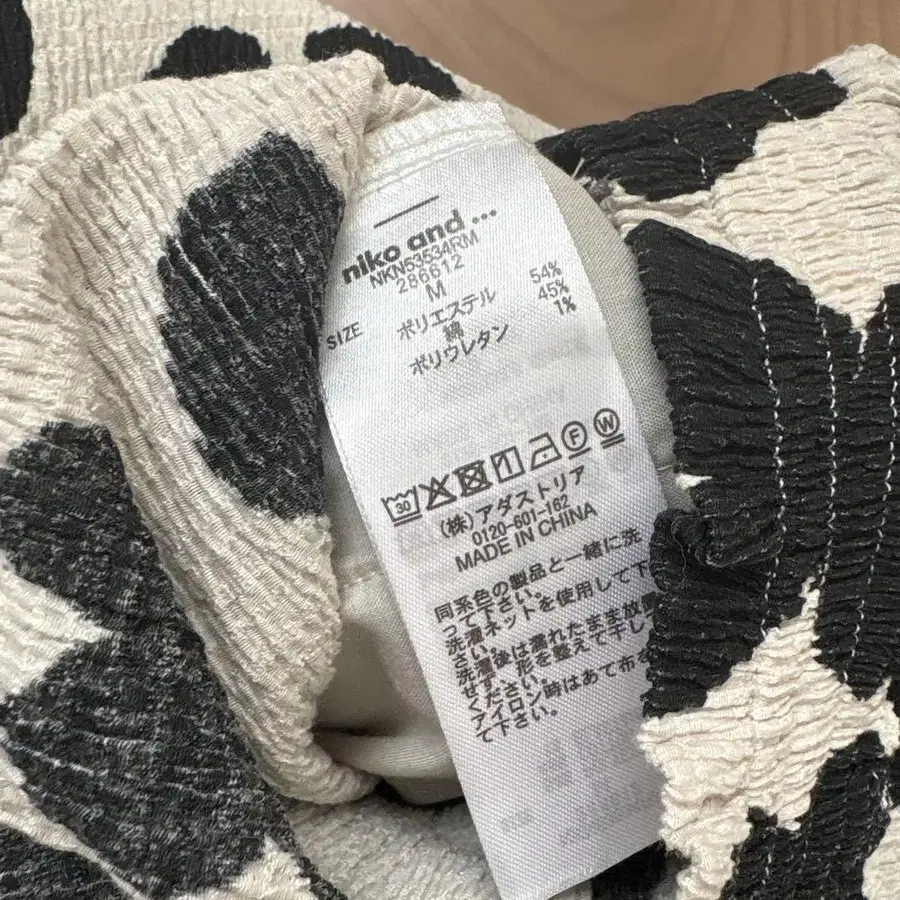 niko and ...
NKNS3534RM
286612
SIZE M
ポリエステル 54%
綿 45%
ポリウレタン 1%
30 F W
(株)アダストリア
0120-601-162
MADE IN CHINA
同系色の製品と一緒に洗
って下さい。
洗濯ネットを使用して下
さい。
洗濯後は濡れたまま放置
せず、形を整えて干して
ください。
アイロン時はあて布を
て下さい。